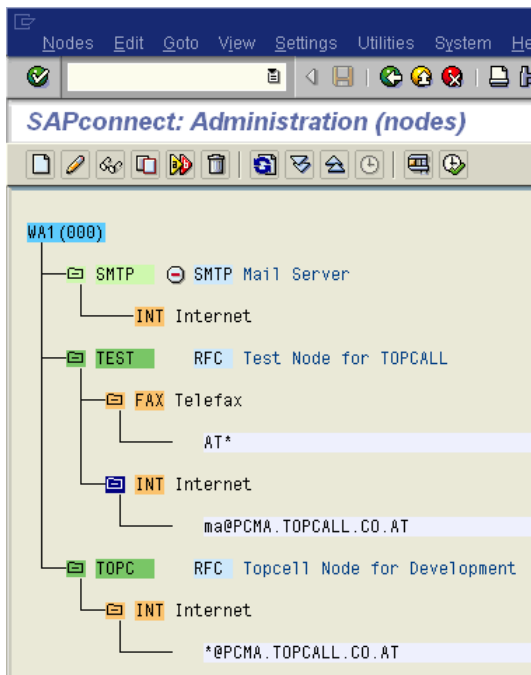 Nodes Edit Goto View Settings Utilities System He
SAPconnect: Administration (nodes)
WA1(000)
SMTP SMTP Mail Server
INT Internet
TEST RFC Test Node for TOPCALL
FAX Telefax
AT*
INT Internet
ma@PCMA.TOPCALL.CO.AT
TOPC RFC Topcell Node for Development
INT Internet
*@PCMA.TOPCALL.CO.AT